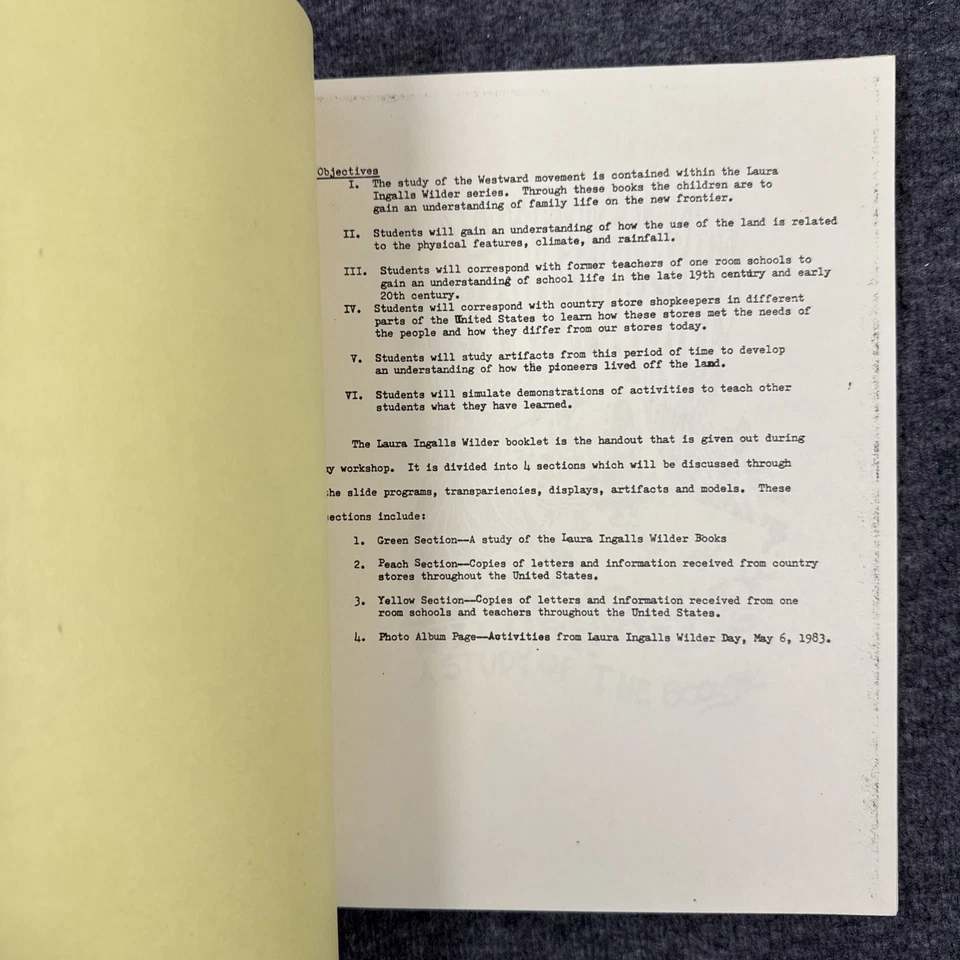 Objectives
I. The study of the Westward movement is contained within the Laura
Ingalls Wilder series. Through these books the children are to
gain an understanding of family life on the new frontier.
II. Students will gain an understanding of how the use of the land is related
to the physical features, climate, and rainfall.
III. Students will correspond with former teachers of one room schools to
gain an understanding of school life in the late 19th century and early
20th century.
IV. Students will correspond with country store shopkeepers in different
parts of the United States to learn how these stores met the needs of
the people and how they differ from our stores today.
V. Students will study artifacts from this period of time to develop
an understanding of how the pioneers lived off the land.
VI. Students will simulate demonstrations of activities to teach other
students what they have learned.
The Laura Ingalls Wilder booklet is the handout that is given out during
y workshop. It is divided into 4 sections which will be discussed through
he slide programs, transparencies, displays, artifacts and models. These
ections include:
1. Green Section--A study of the Laura Ingalls Wilder Books
2. Peach Section--Copies of letters and information received from country
stores throughout the United States.
3. Yellow Section--Copies of letters and information received from one
room schools and teachers throughout the United States.
4. Photo Album Page--Activities from Laura Ingalls Wilder Day, May 6, 1983.